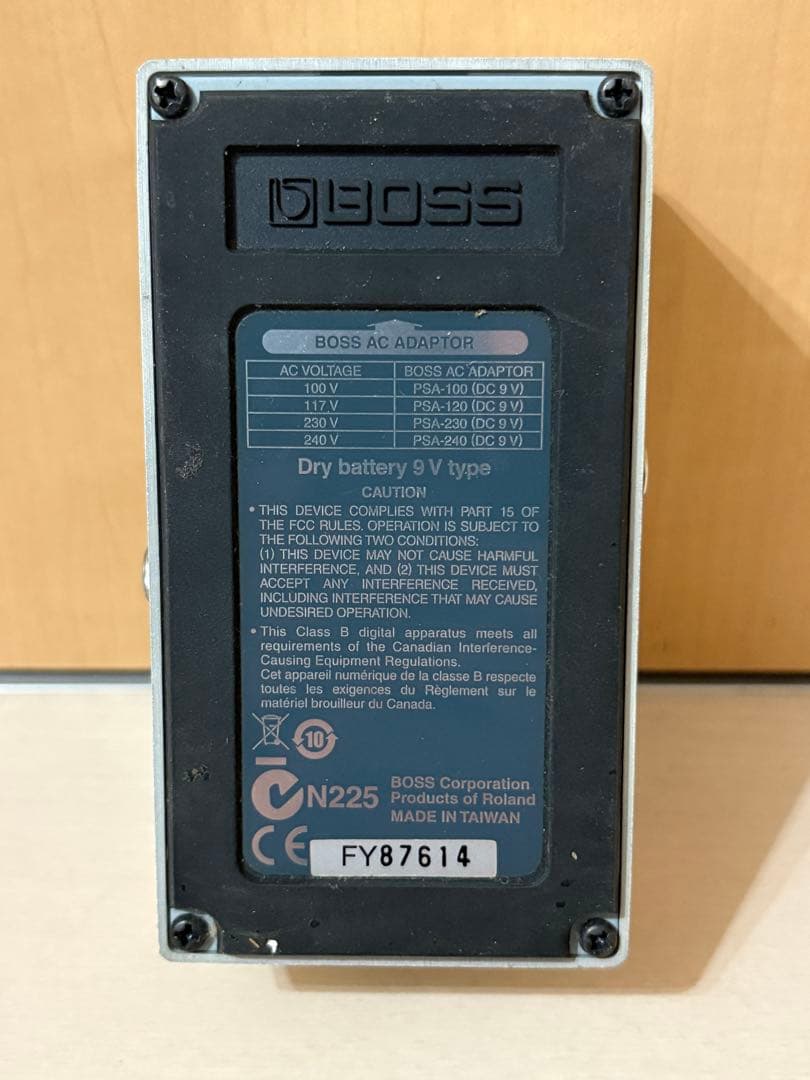 BOSS
BOSS AC ADAPTOR
AC VOLTAGE BOSS AC ADAPTOR
100 V PSA-100 (DC 9 V)
117 V PSA-120 (DC 9 V)
230 V PSA-230 (DC 9 V)
240 V PSA-240 (DC 9 V)
Dry battery 9 V type
CAUTION
• THIS DEVICE COMPLIES WITH PART 15 OF
THE FCC RULES. OPERATION IS SUBJECT TO
THE FOLLOWING TWO CONDITIONS:
(1) THIS DEVICE MAY NOT CAUSE HARMFUL
INTERFERENCE, AND (2) THIS DEVICE MUST
ACCEPT ANY INTERFERENCE RECEIVED,
INCLUDING INTERFERENCE THAT MAY CAUSE
UNDESIRED OPERATION.
• This Class B digital apparatus meets all
requirements of the Canadian Interference-
Causing Equipment Regulations.
Cet appareil numérique de la classe B respecte
toutes les exigences du Règlement sur le
matériel brouilleur du Canada.
10
N225
BOSS Corporation
Products of Roland
MADE IN TAIWAN
CE
FY87614